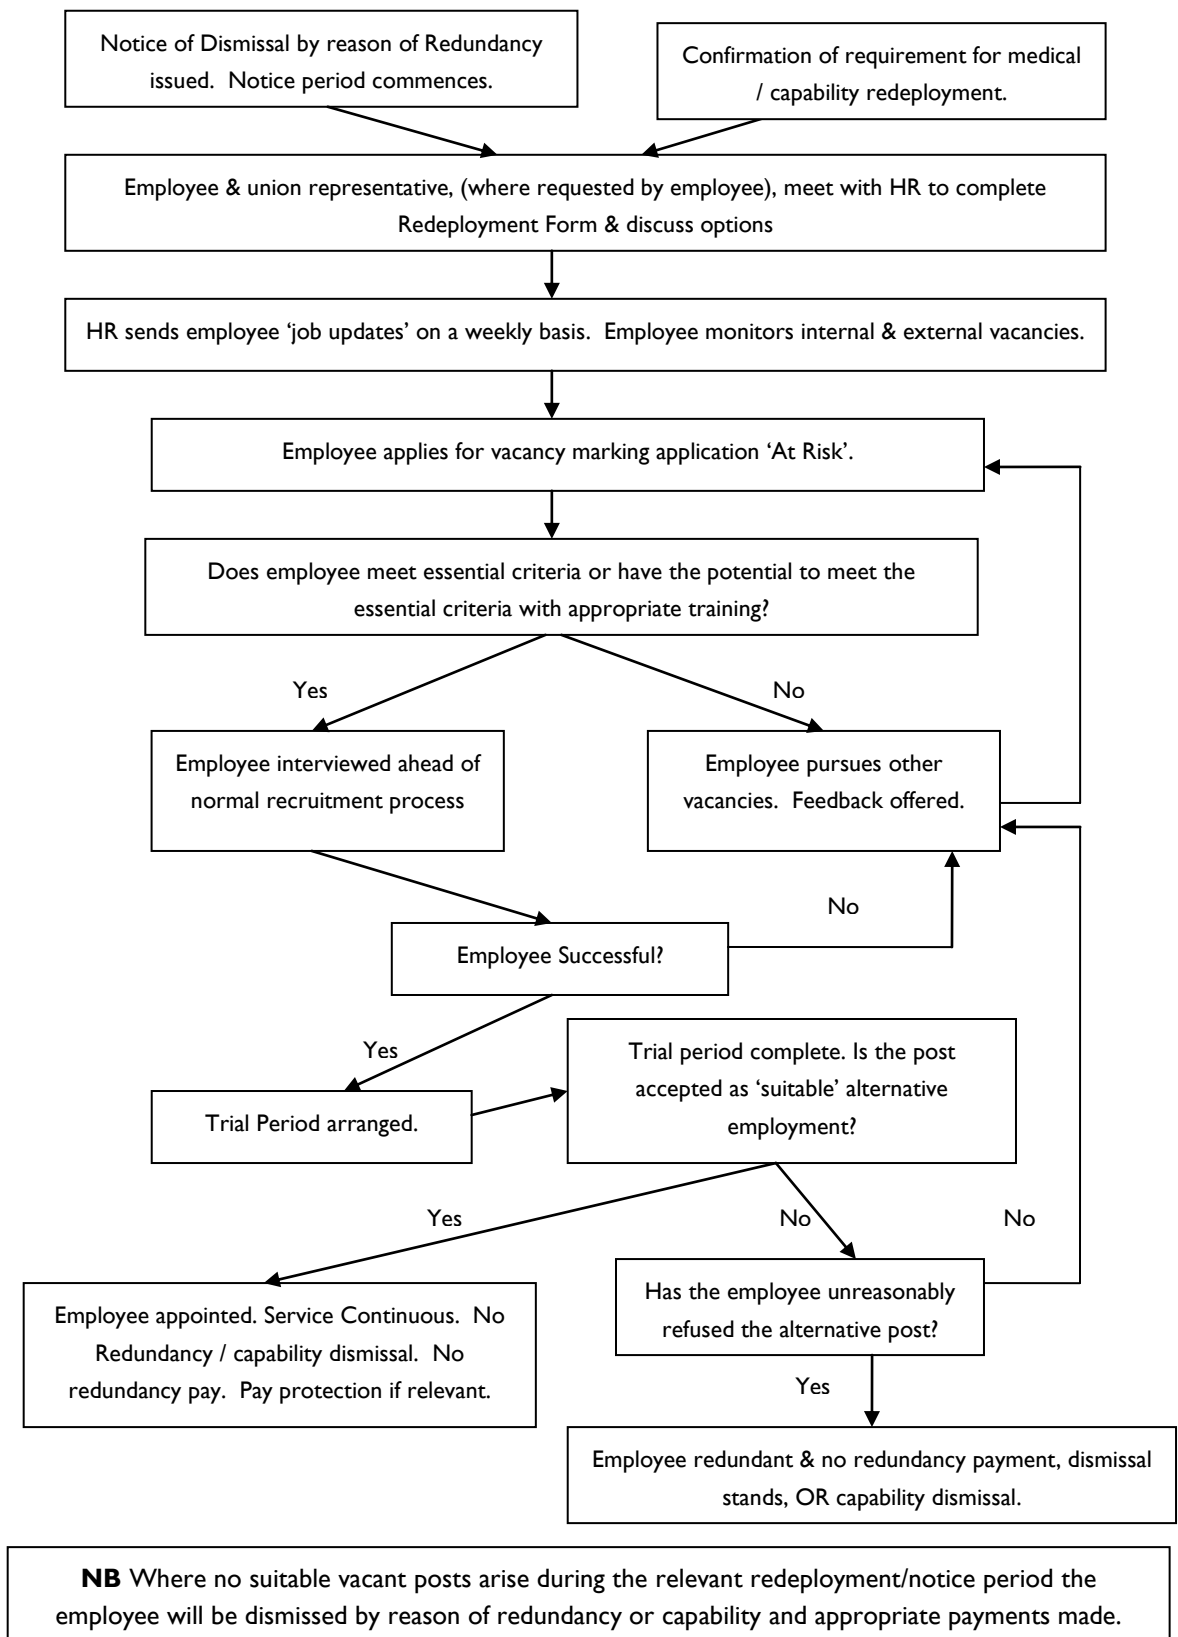 Notice of Dismissal by reason of Redundancy
issued.  Notice period commences.
Confirmation of requirement for medical
/ capability redeployment.
Employee & union representative, (where requested by employee), meet with HR to complete
Redeployment Form & discuss options
HR sends employee ‘job updates’ on a weekly basis.  Employee monitors internal & external vacancies.
Employee applies for vacancy marking application ‘At Risk’.
Does employee meet essential criteria or have the potential to meet the
essential criteria with appropriate training?
Yes
No
Employee interviewed ahead of
normal recruitment process
Employee pursues other
vacancies.  Feedback offered.
No
Employee Successful?
Yes
Trial Period arranged.
Trial period complete. Is the post
accepted as ‘suitable’ alternative
employment?
Yes
No
No
Employee appointed. Service Continuous.  No
Redundancy / capability dismissal.  No
redundancy pay.  Pay protection if relevant.
Has the employee unreasonably
refused the alternative post?
Yes
Employee redundant & no redundancy payment, dismissal
stands, OR capability dismissal.
NB Where no suitable vacant posts arise during the relevant redeployment/notice period the
employee will be dismissed by reason of redundancy or capability and appropriate payments made.